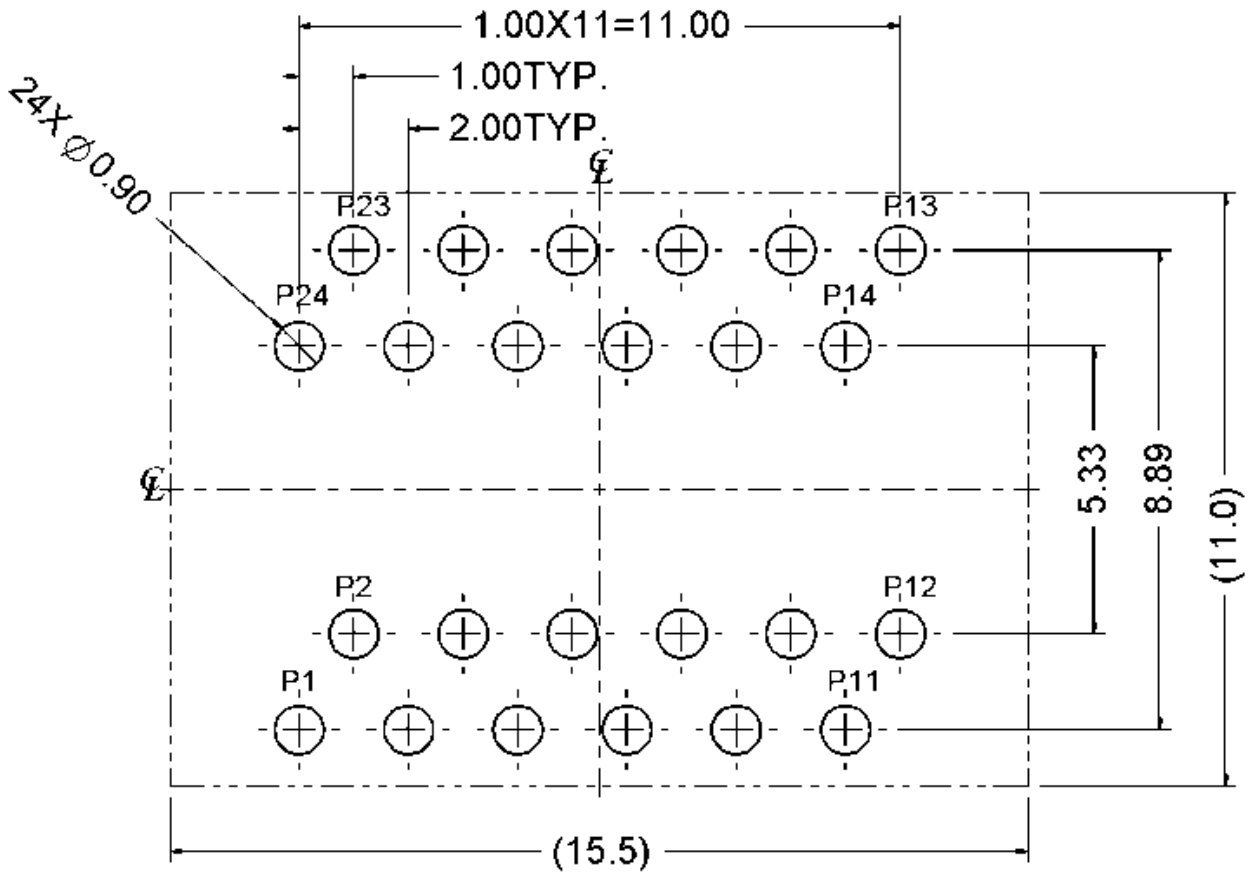 1.00X11=11.00
1.00TYP.
2.00TYP.
24X Ø0.90
℄
P23
P13
P24
P14
℄
5.33
8.89
(11.0)
P2
P12
P1
P11
(15.5)